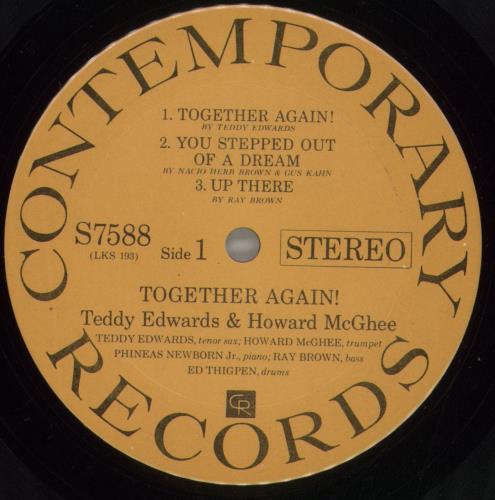 CONTEMPORARY
1. TOGETHER AGAIN!
BY TEDDY EDWARDS
2. YOU STEPPED OUT
OF A DREAM
BY NACIO HERB BROWN & GUS KAHN
3. UP THERE
BY RAY BROWN
S7588
(LKS 193)
Side 1
STEREO
TOGETHER AGAIN!
Teddy Edwards & Howard McGhee
TEDDY EDWARDS, tenor sax; HOWARD McGHEE, trumpet
PHINEAS NEWBORN Jr., piano; RAY BROWN, bass
ED THIGPEN, drums
CR
RECORDS